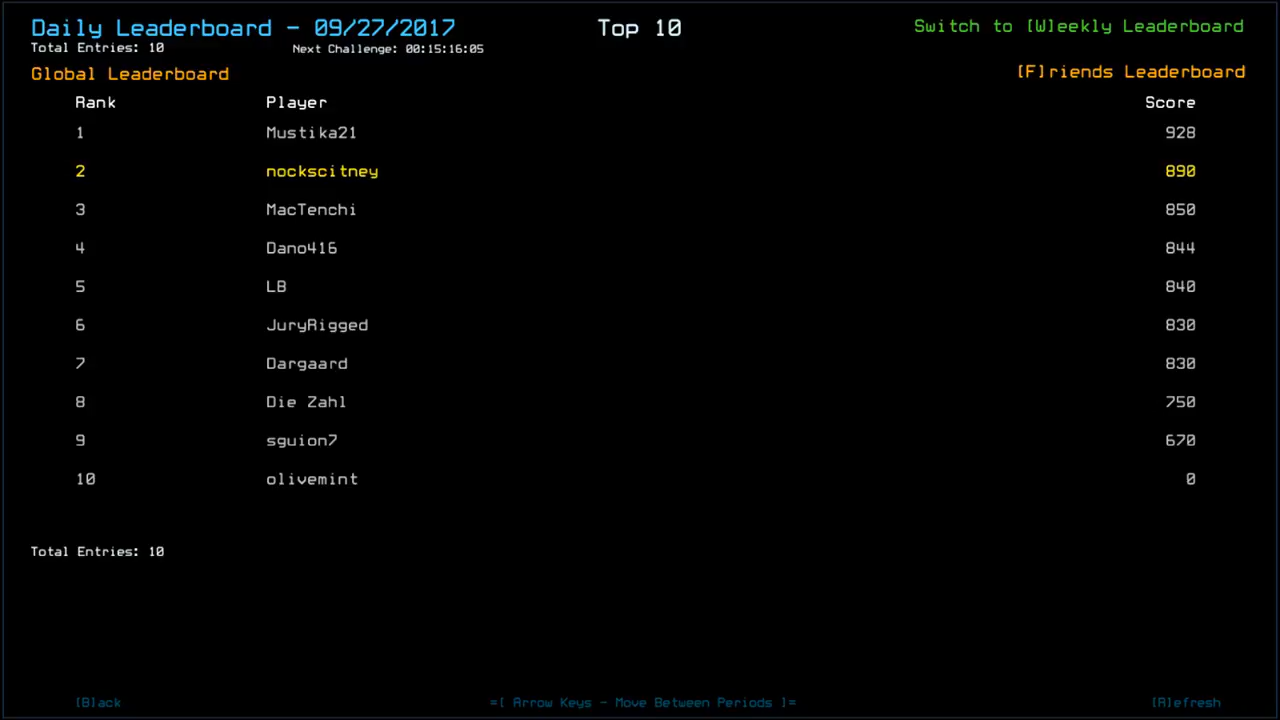 Daily Leaderboard - 09/27/2017 Top 10 Switch to [W]eekly Leaderboard
Total Entries: 10 Next Challenge: 00:15:16:05
Global Leaderboard [F]riends Leaderboard
Rank Player Score
1 Mustika21 928
2 nockscitney 890
3 MacTenchi 850
4 Dano416 844
5 LB 840
6 JuryRigged 830
7 Dargaard 830
8 Die Zahl 750
9 sguion7 670
10 olivemint 0
Total Entries: 10
[B]ack =[ Arrow Keys - Move Between Periods ]= [R]efresh